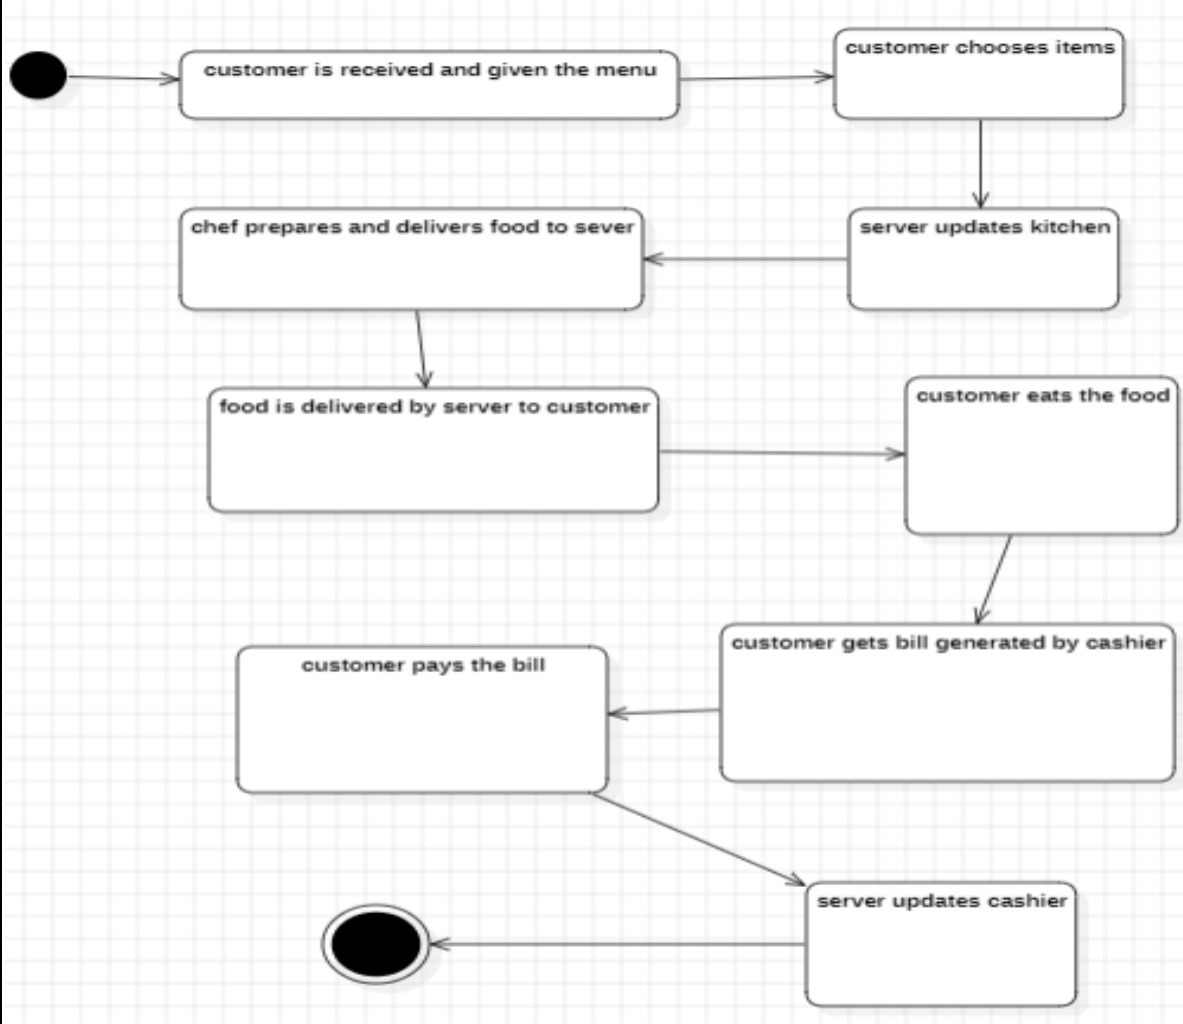 customer is received and given the menu
customer chooses items
server updates kitchen
chef prepares and delivers food to sever
food is delivered by server to customer
customer eats the food
customer gets bill generated by cashier
customer pays the bill
server updates cashier